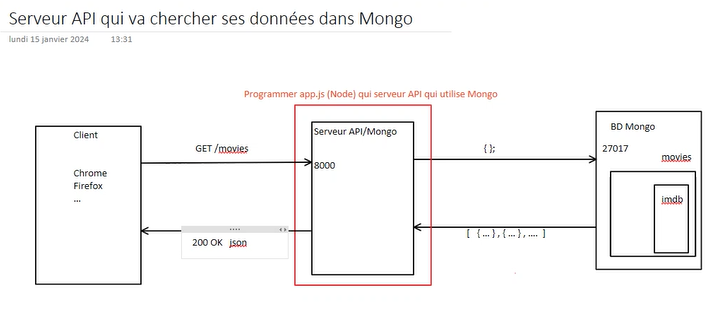 Serveur API qui va chercher ses données dans Mongo
lundi 15 janvier 2024 13:31
Programmer app.js (Node) qui serveur API qui utilise Mongo
Client
Chrome
Firefox
...
GET /movies
200 OK json
Serveur API/Mongo
8000
{ };
[ { ... } , { ... } , .... ]
BD Mongo
27017
movies
imdb